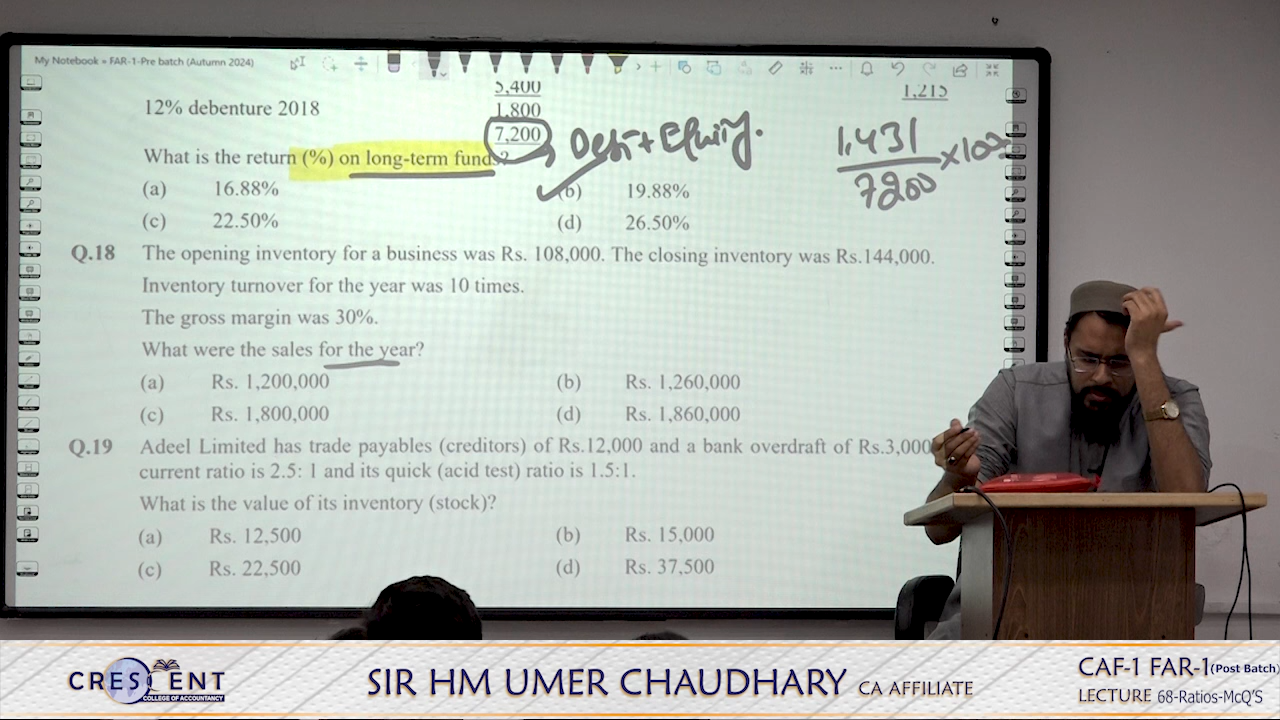 My Notebook » FAR-1-Pre batch (Autumn 2024)
5,400 1,215
12% debenture 2018 1,800
7,200 Debt + Equity.
1,431
7200 × 100
What is the return (%) on long-term funds?
(a) 16.88% (b) 19.88%
(c) 22.50% (d) 26.50%
Q.18 The opening inventory for a business was Rs. 108,000. The closing inventory was Rs.144,000.
Inventory turnover for the year was 10 times.
The gross margin was 30%.
What were the sales for the year?
(a) Rs. 1,200,000 (b) Rs. 1,260,000
(c) Rs. 1,800,000 (d) Rs. 1,860,000
Q.19 Adeel Limited has trade payables (creditors) of Rs.12,000 and a bank overdraft of Rs.3,000
current ratio is 2.5: 1 and its quick (acid test) ratio is 1.5:1.
What is the value of its inventory (stock)?
(a) Rs. 12,500 (b) Rs. 15,000
(c) Rs. 22,500 (d) Rs. 37,500
CRESCENT
COLLEGE OF ACCOUNTANCY
SIR HM UMER CHAUDHARY CA AFFILIATE
CAF-1 FAR-1 (Post Batch)
LECTURE 68-Ratios-McQ'S